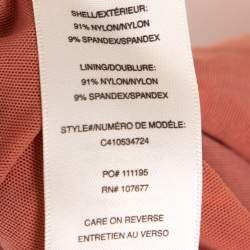 SHELL/EXTÉRIEUR:
91% NYLON/NYLON
9% SPANDEX/SPANDEX
LINING/DOUBLURE:
91% NYLON/NYLON
9% SPANDEX/SPANDEX
STYLE#/NUMÉRO DE MODÈLE:
C410534724
PO# 111195
RN# 107677
CARE ON REVERSE
ENTRETIEN AU VERSO